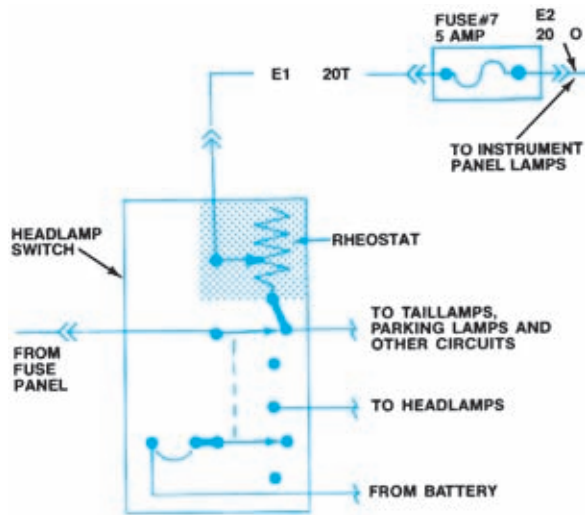 FUSE#7
5 AMP
E2
20 O
E1 20T
TO INSTRUMENT
PANEL LAMPS
HEADLAMP
SWITCH
RHEOSTAT
TO TAILLAMPS,
PARKING LAMPS AND
OTHER CIRCUITS
FROM
FUSE
PANEL
TO HEADLAMPS
FROM BATTERY